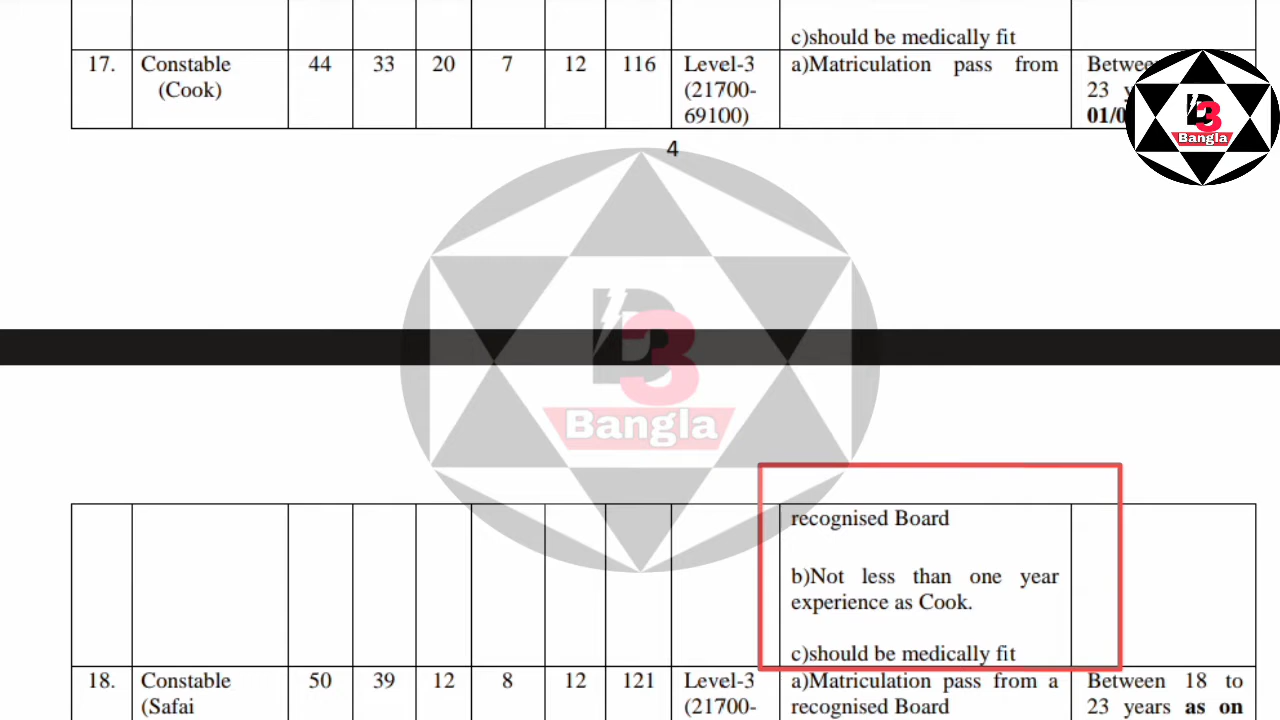 c)should be medically fit
17. Constable 44 33 20 7 12 116 Level-3 a)Matriculation pass from
(Cook) (21700- 23
69100)
4
D3
Bangla
D3
Bangla
recognised Board
b)Not less than one year
experience as Cook.
c)should be medically fit
18. Constable 50 39 12 8 12 121 Level-3 a)Matriculation pass from a Between 18 to
(Safai (21700- recognised Board 23 years as on